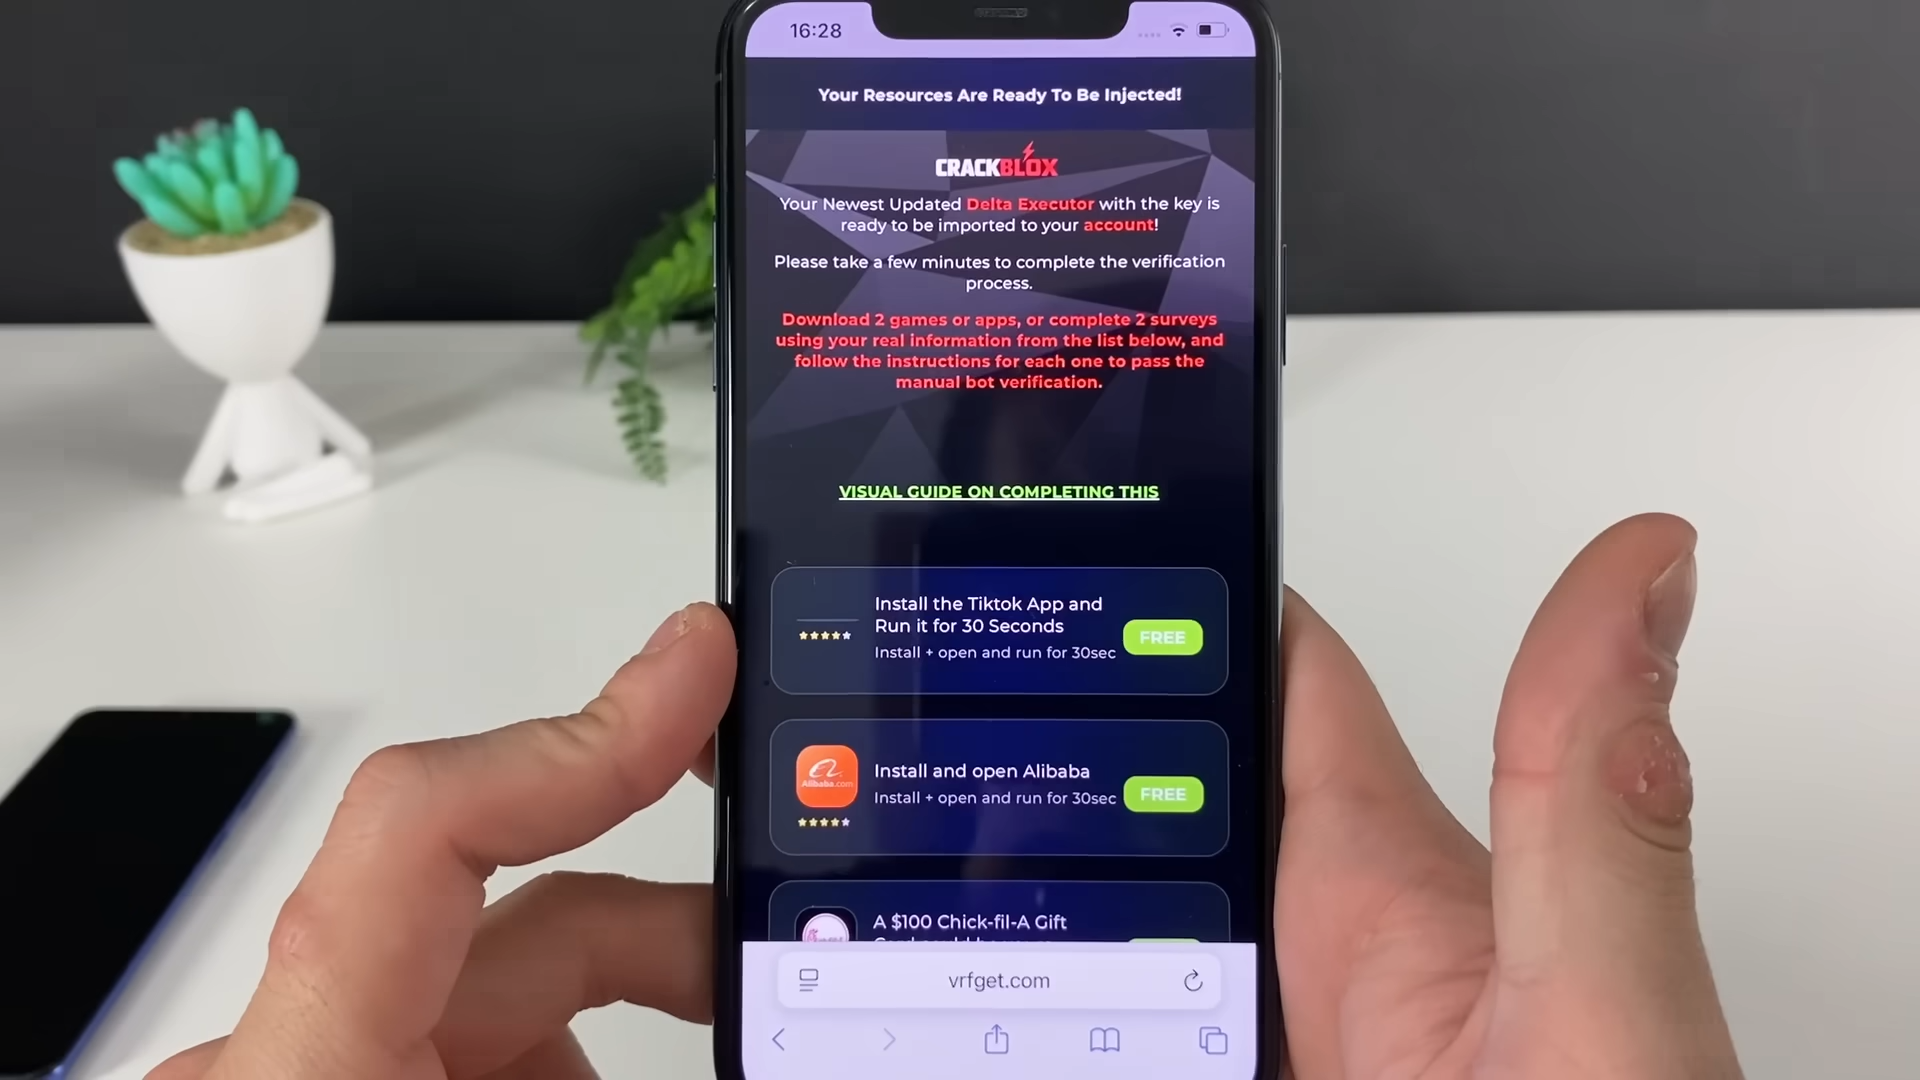 16:28
Your Resources Are Ready To Be Injected!
CRACKBLOX
Your Newest Updated Delta Executor with the key is
ready to be imported to your account!
Please take a few minutes to complete the verification
process.
Download 2 games or apps, or complete 2 surveys
using your real information from the list below, and
follow the instructions for each one to pass the
manual bot verification.
VISUAL GUIDE ON COMPLETING THIS
Install the Tiktok App and
Run it for 30 Seconds
Install + open and run for 30sec
FREE
Alibaba.com
Install and open Alibaba
Install + open and run for 30sec
FREE
A $100 Chick-fil-A Gift
vrfget.com